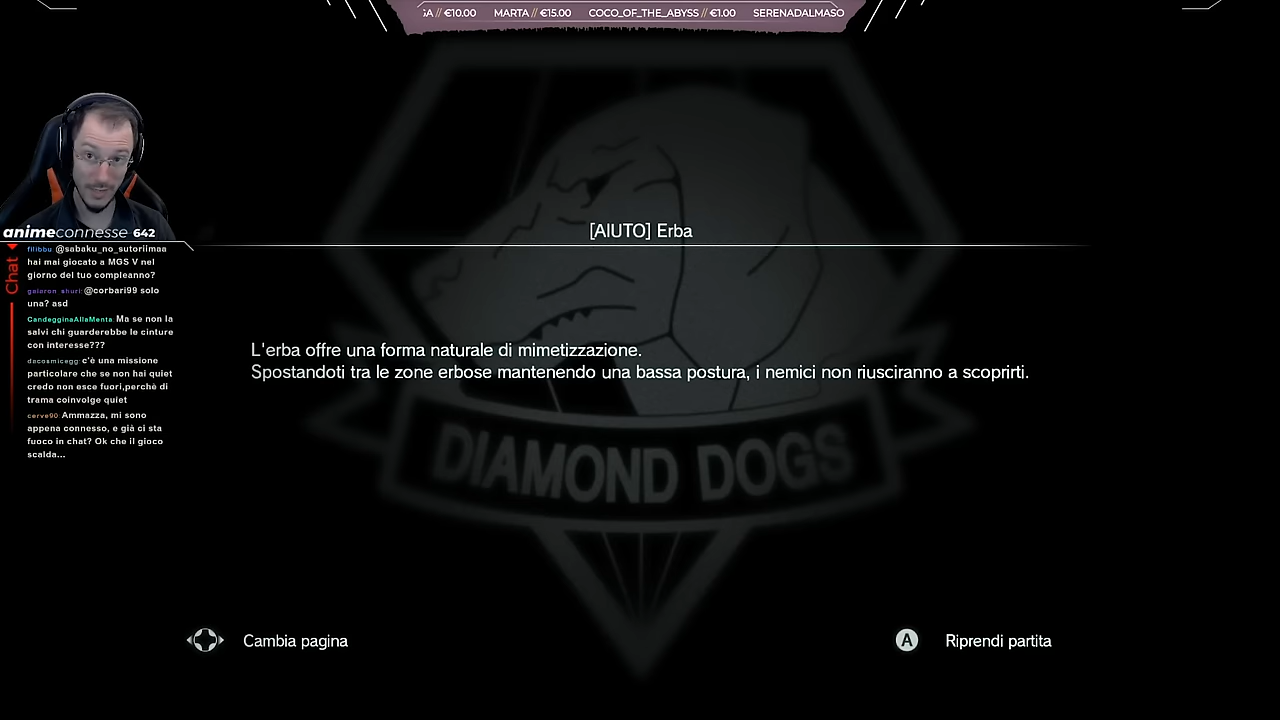 €10.00 MARTA // €15.00 COCO_OF_THE_ABYSS // €1.00 SERENADALMASO
animeconnesse 642
Chat
filibbu: @sabaku_no_sutoriimaa
hai mai giocato a MGS V nel
giorno del tuo compleanno?
@corbari99 solo
una? asd
CandegginaAllaMenta: Ma se non la
salvi chi guarderebbe le cinture
con interesse???
dacosmicegg: c'è una missione
particolare che se non hai quiet
credo non esce fuori,perchè di
trama coinvolge quiet
cerve90: Ammazza, mi sono
appena connesso, e già ci sta
fuoco in chat? Ok che il gioco
scalda...
[AIUTO] Erba
L'erba offre una forma naturale di mimetizzazione.
Spostandoti tra le zone erbose mantenendo una bassa postura, i nemici non riusciranno a scoprirti.
DIAMOND DOGS
Cambia pagina
A Riprendi partita